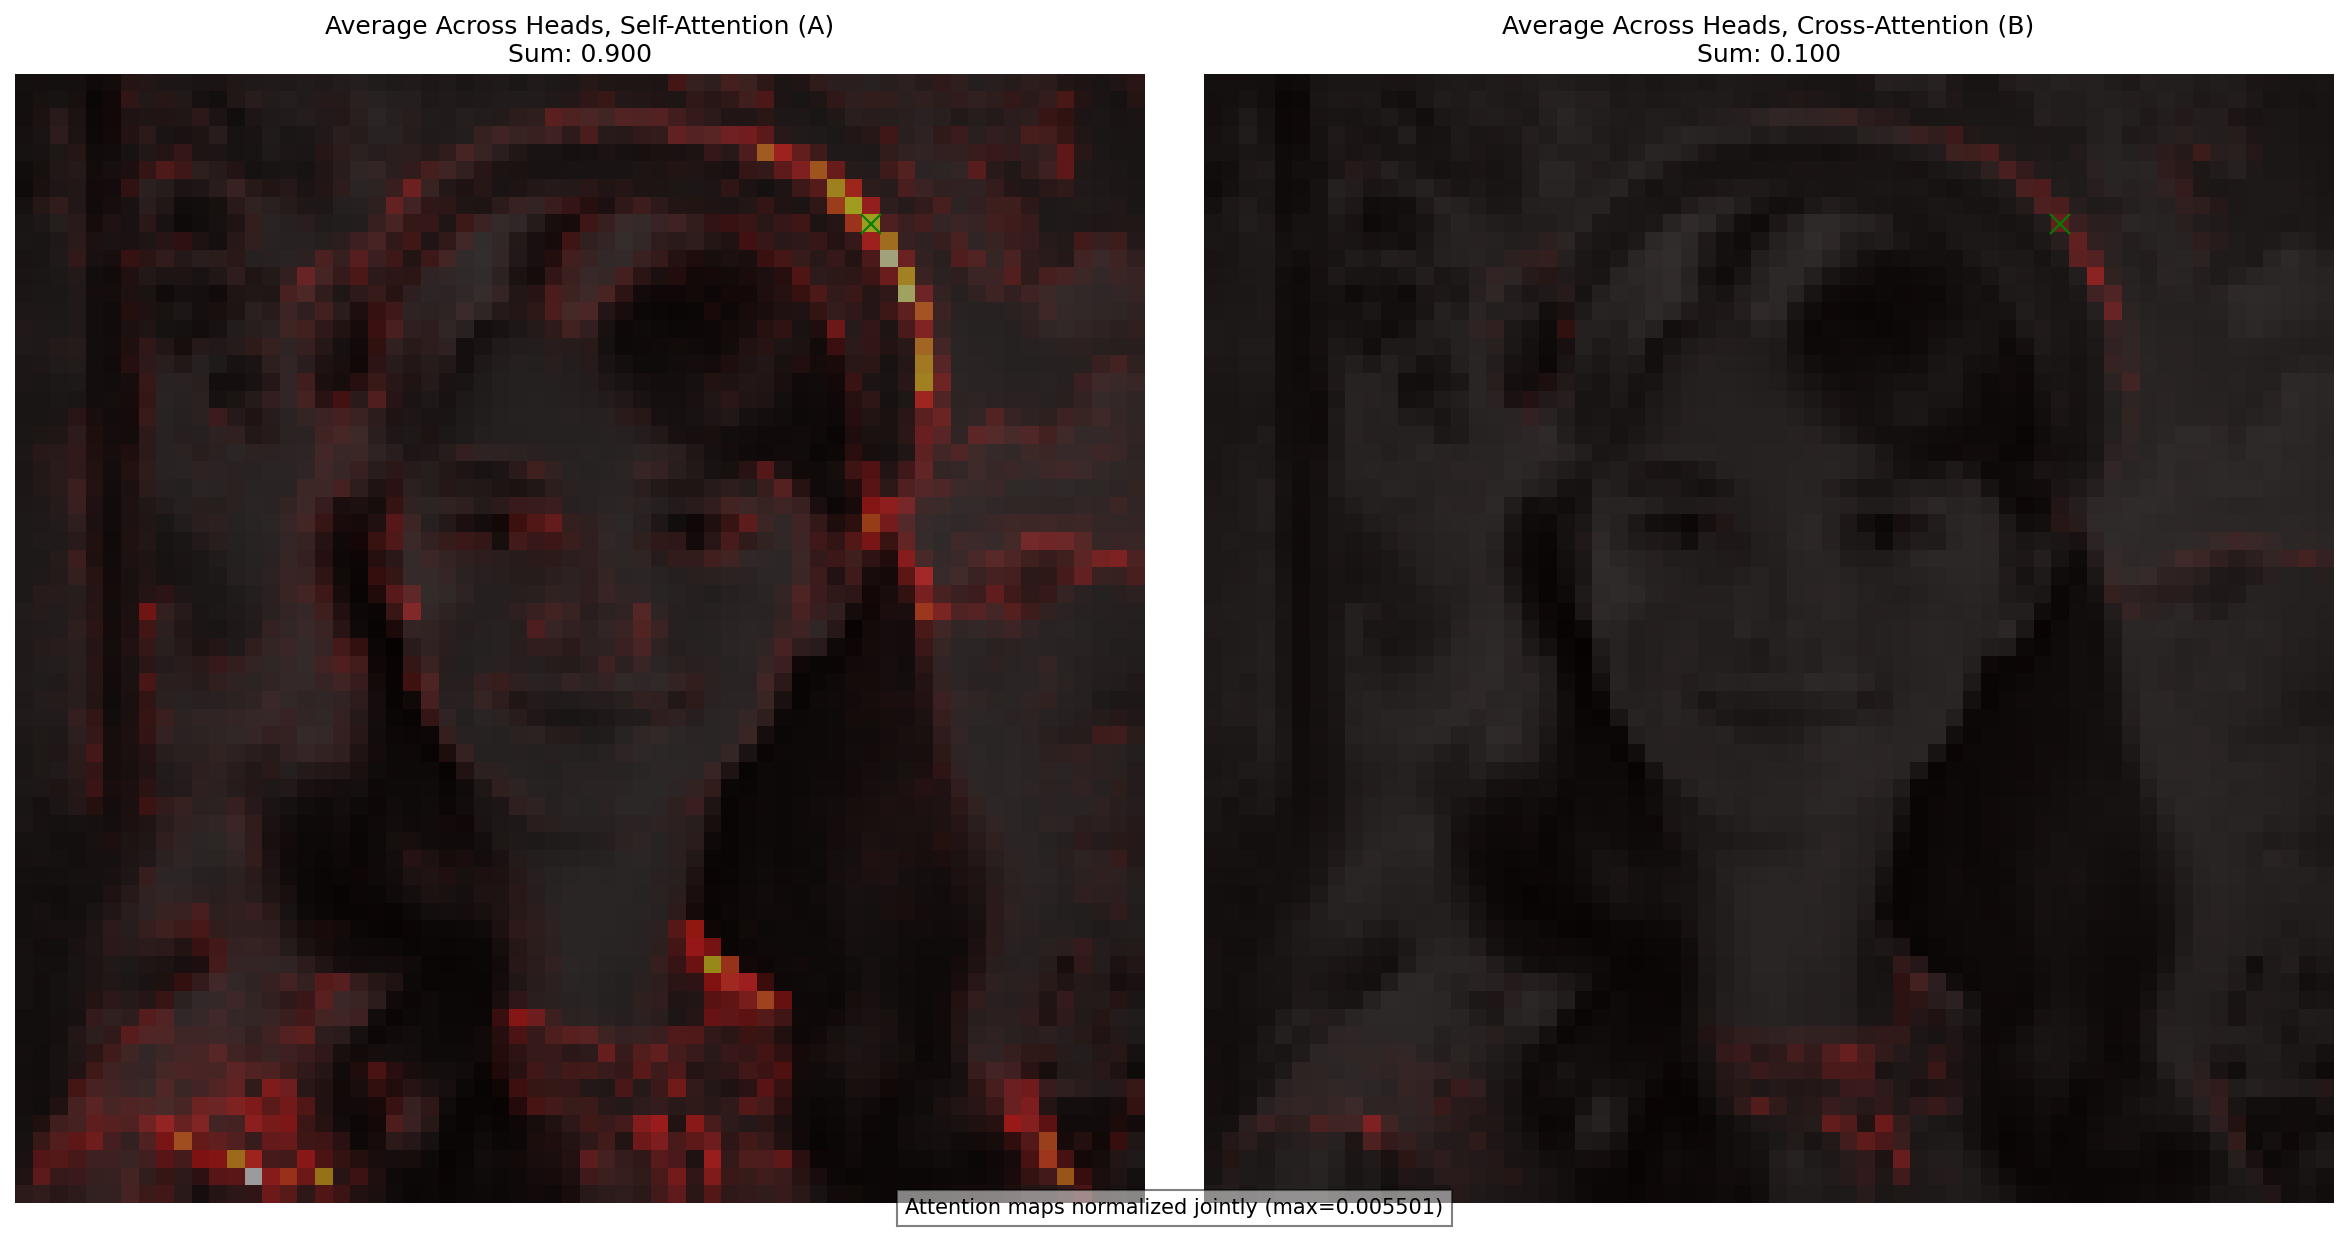 Average Across Heads, Self-Attention (A)
Sum: 0.900
Average Across Heads, Cross-Attention (B)
Sum: 0.100
Attention maps normalized jointly (max=0.005501)